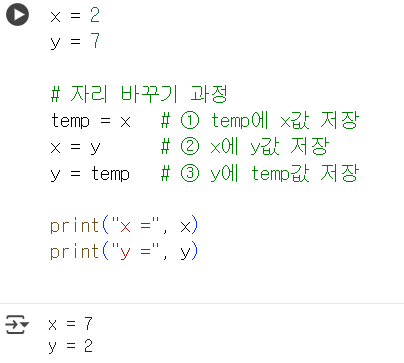 x = 2
y = 7
# 자리 바꾸기 과정
temp = x   # ① temp에 x값 저장
x = y      # ② x에 y값 저장
y = temp   # ③ y에 temp값 저장
print("x =", x)
print("y =", y)
x = 7
y = 2